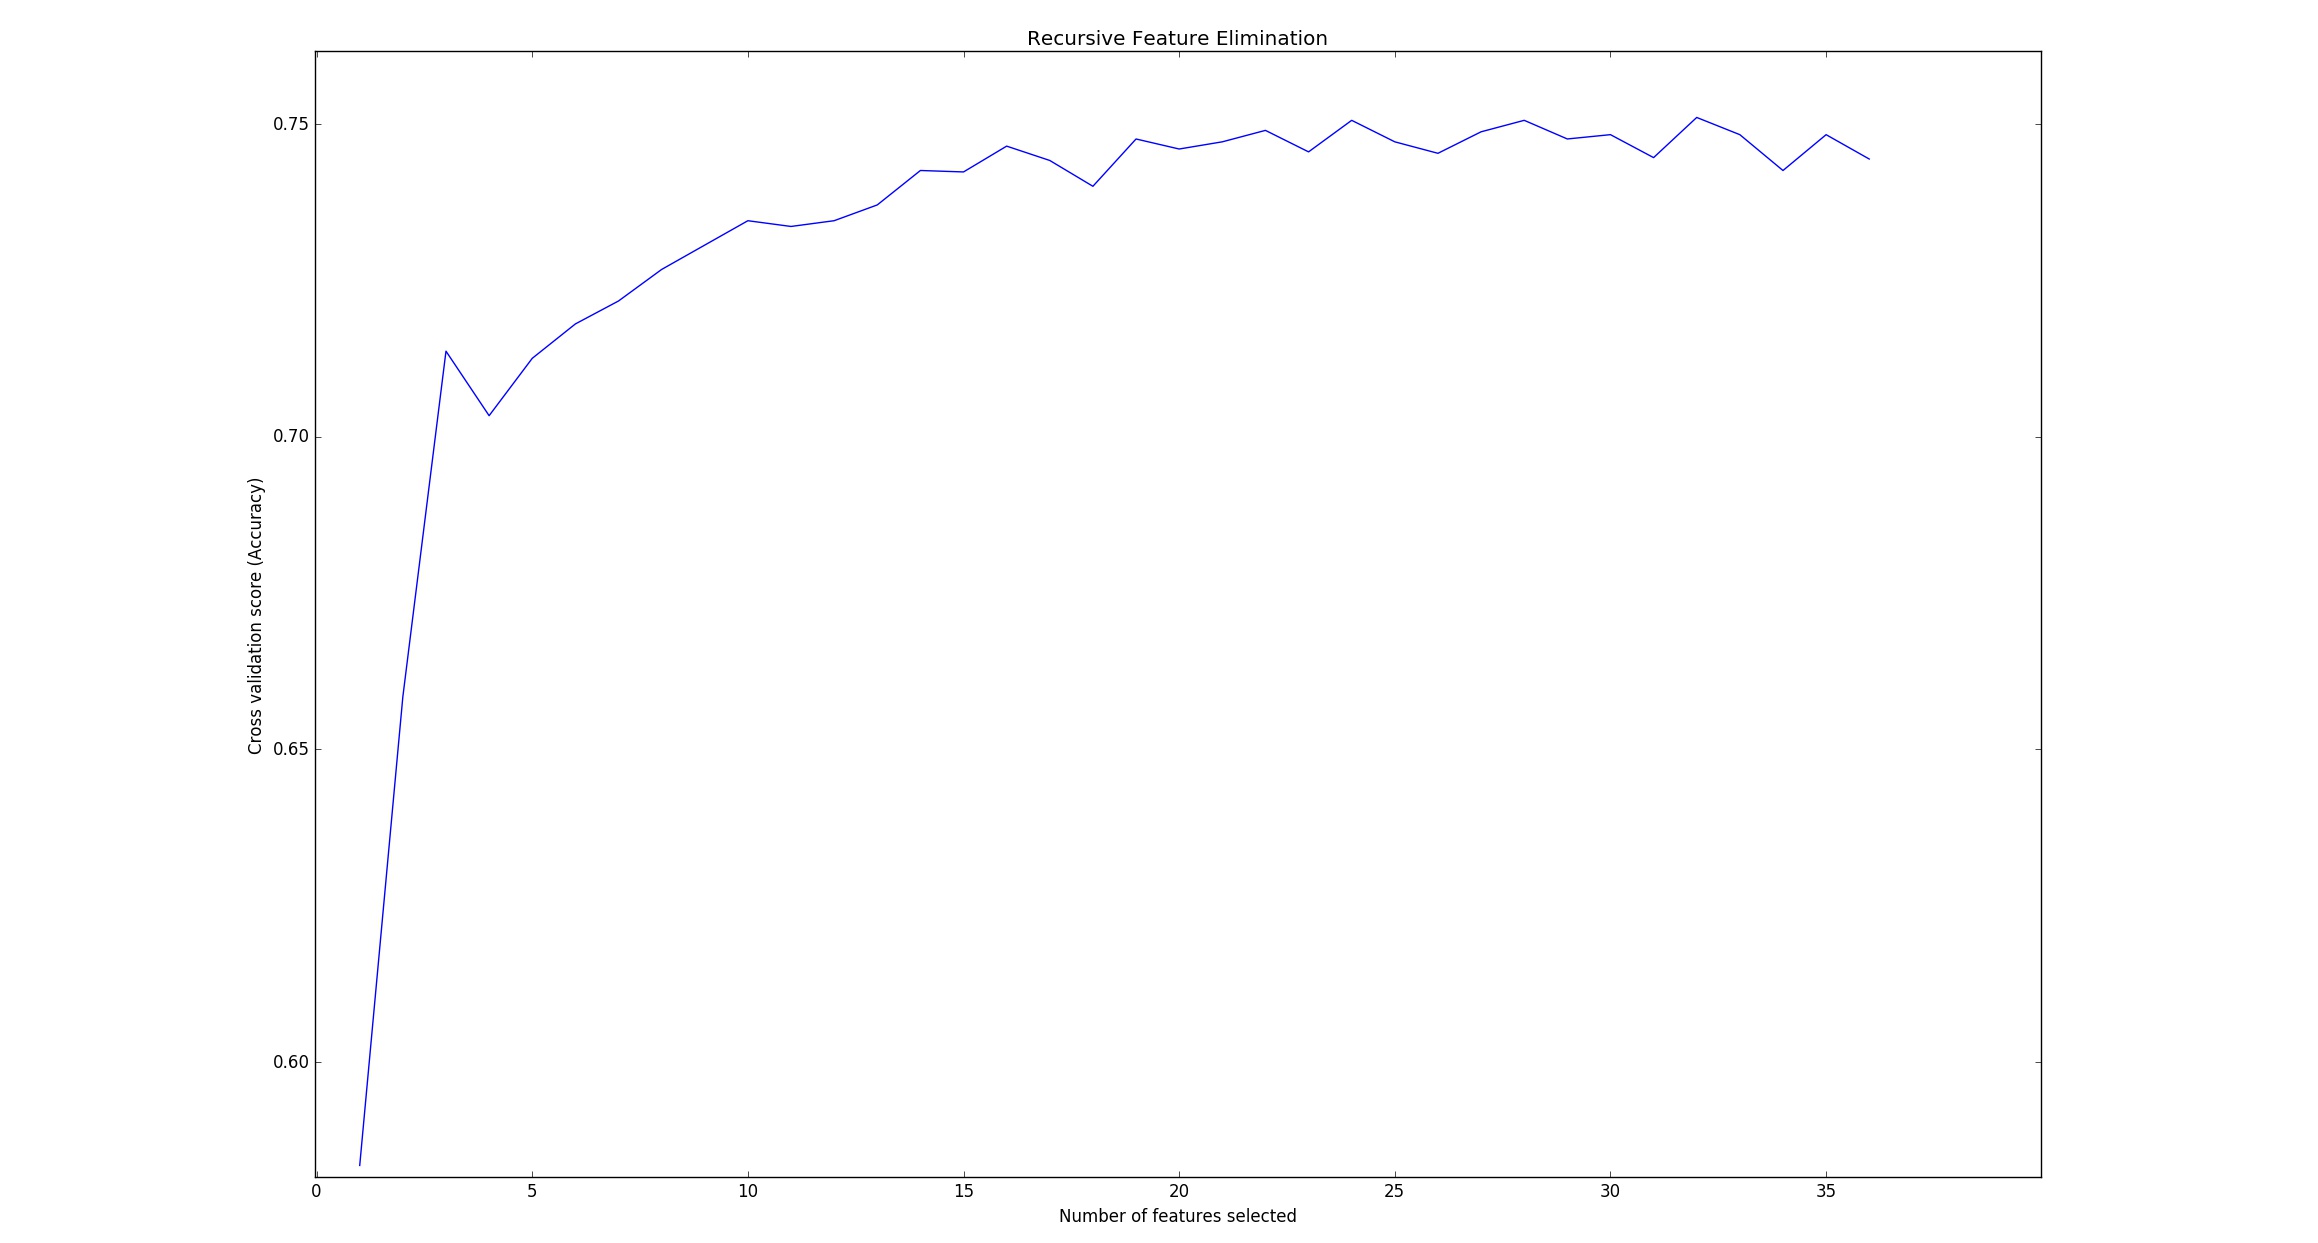 Recursive Feature Elimination
0.75
0.70
0.65
0.60
Cross validation score (Accuracy)
0 5 10 15 20 25 30 35
Number of features selected